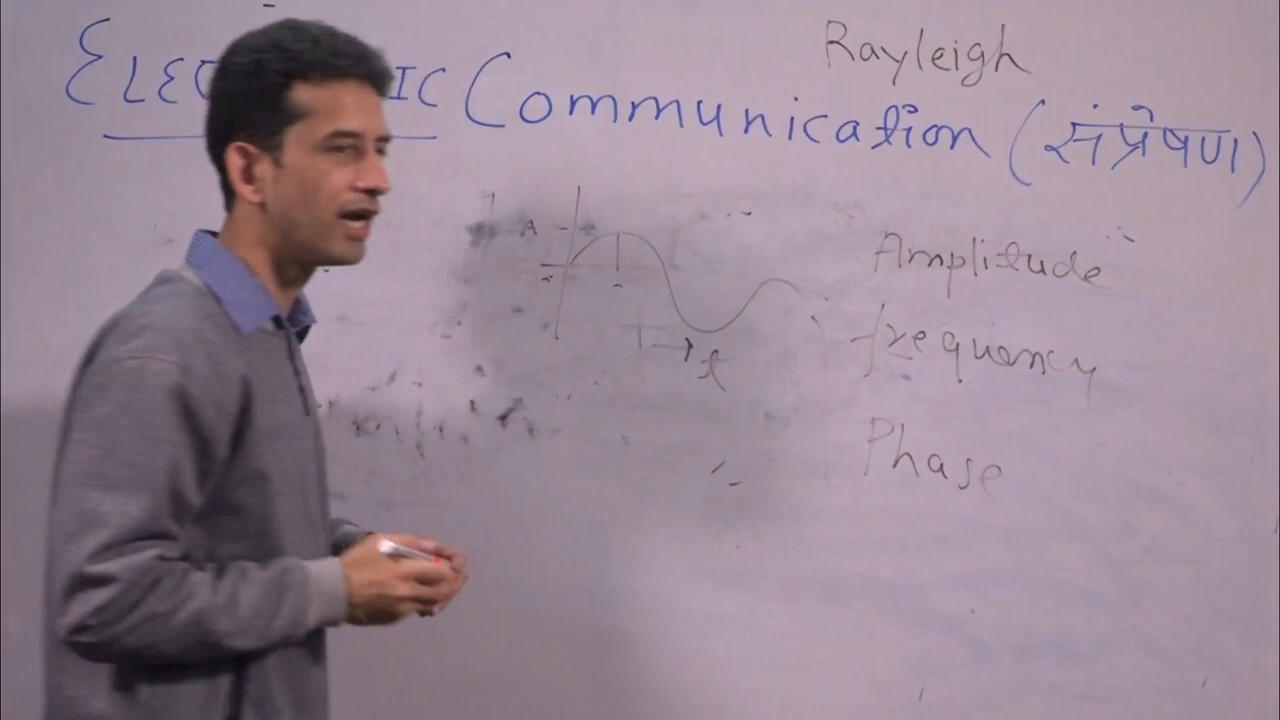 Rayleigh
Communication (संप्रेषण)
A
Amplitude
frequency
t
Phase